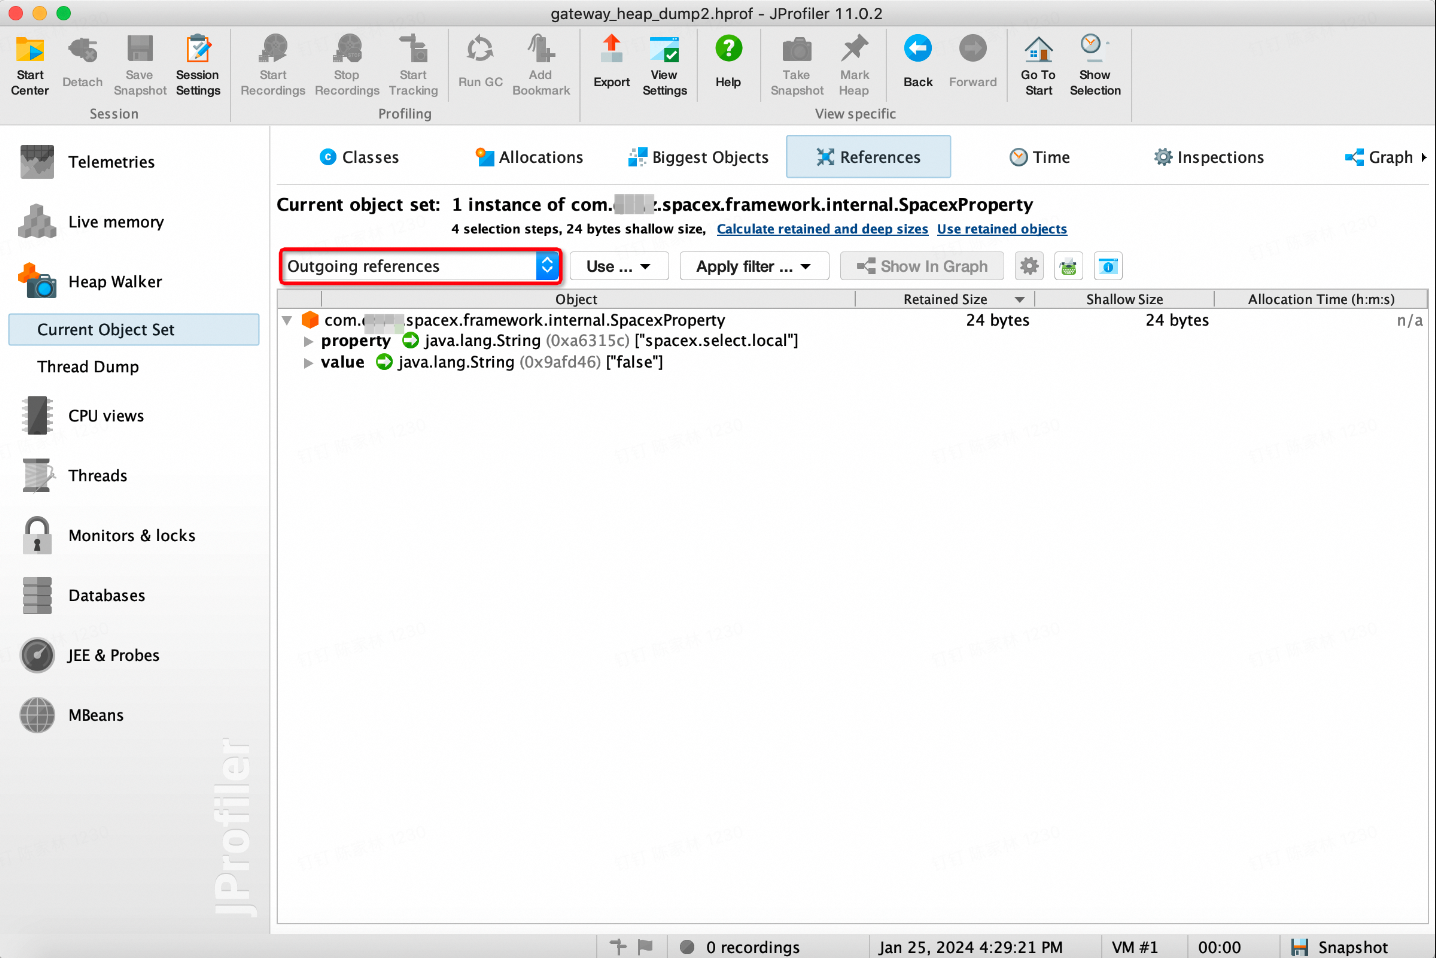 gateway_heap_dump2.hprof - JProfiler 11.0.2
Start Center
Detach
Save Snapshot
Session Settings
Start Recordings
Stop Recordings
Start Tracking
Run GC
Add Bookmark
Export
View Settings
Help
Take Snapshot
Mark Heap
Back
Forward
Go To Start
Show Selection
Session
Profiling
View specific
Telemetries
Live memory
Heap Walker
Current Object Set
Thread Dump
CPU views
Threads
Monitors & locks
Databases
JEE & Probes
MBeans
JProfiler
Classes
Allocations
Biggest Objects
References
Time
Inspections
Graph
Current object set: 1 instance of com. .spacex.framework.internal.SpacexProperty
4 selection steps, 24 bytes shallow size, Calculate retained and deep sizes Use retained objects
Outgoing references
Use ...
Apply filter ...
Show In Graph
Object Retained Size Shallow Size Allocation Time (h:m:s)
com. .spacex.framework.internal.SpacexProperty 24 bytes 24 bytes n/a
property java.lang.String (0xa6315c) ["spacex.select.local"]
value java.lang.String (0x9afd46) ["false"]
0 recordings
Jan 25, 2024 4:29:21 PM
VM #1
00:00
Snapshot